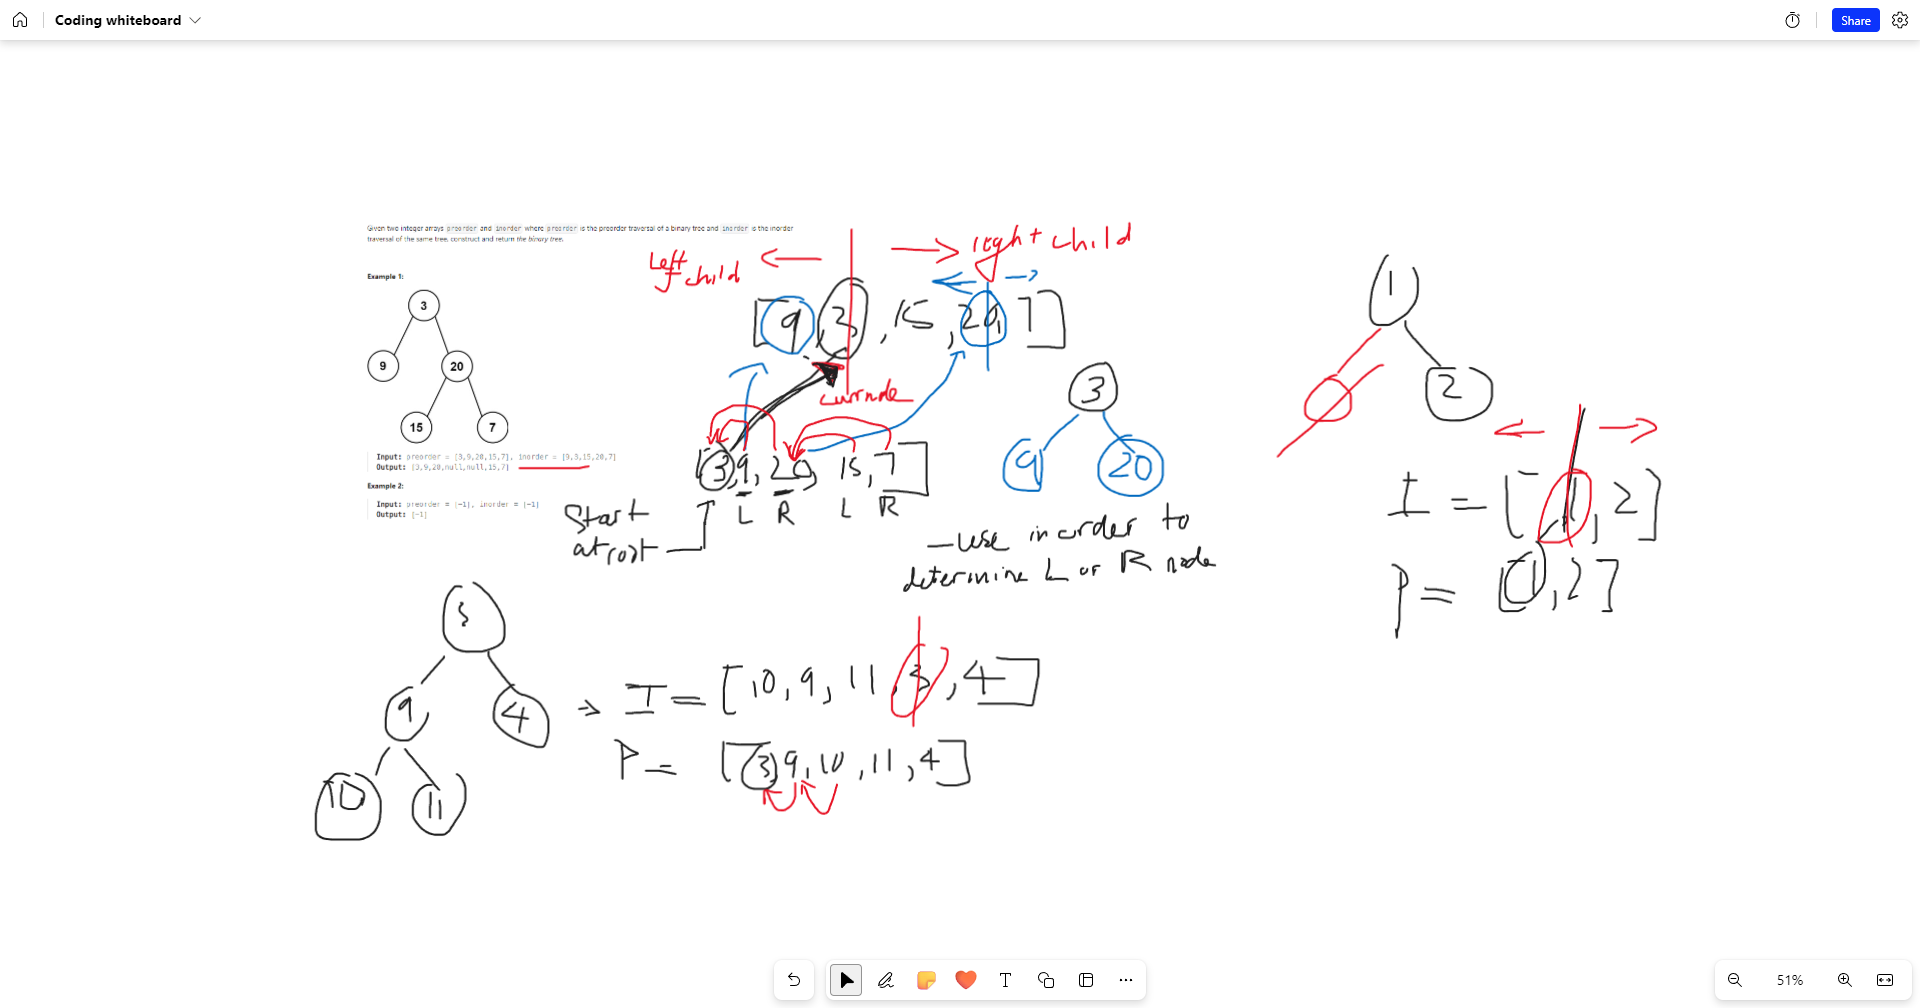 Coding whiteboard
Share
Given two integer arrays preorder and inorder where preorder is the preorder traversal of a binary tree and inorder is the inorder
traversal of the same tree, construct and return the binary tree.
Example 1:
3
9
20
15
7
Input: preorder = [3,9,20,15,7], inorder = [9,3,15,20,7]
Output: [3,9,20,null,null,15,7]
Example 2:
Input: preorder = [-1], inorder = [-1]
Output: [-1]
Left
child
right child
[9,3,15,20,7]
cur node
[3,9,20,15,7]
L R L R
Start
at root
3
9
20
- use inorder to
determine L or R node
1
2
I = [ ,1,2]
P = [1,2]
3
9
4
10
11
I = [10,9,11,3,4]
P = [3,9,10,11,4]
51%